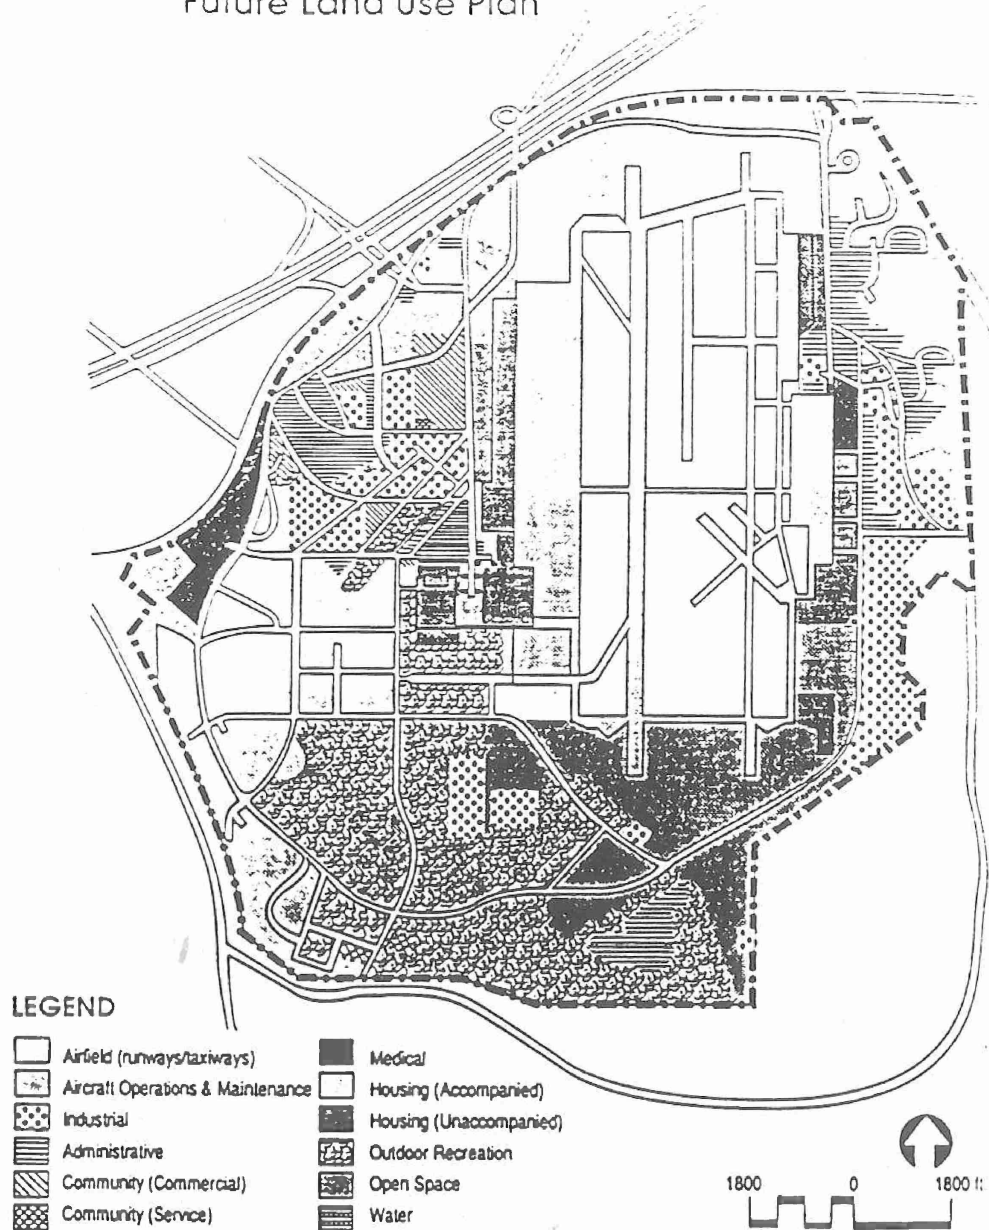 Future Land Use Plan
LEGEND
Airfield (runways/taxiways)
Aircraft Operations & Maintenance
Industrial
Administrative
Community (Commercial)
Community (Service)
Medical
Housing (Accompanied)
Housing (Unaccompanied)
Outdoor Recreation
Open Space
Water
1800 0 1800 ft